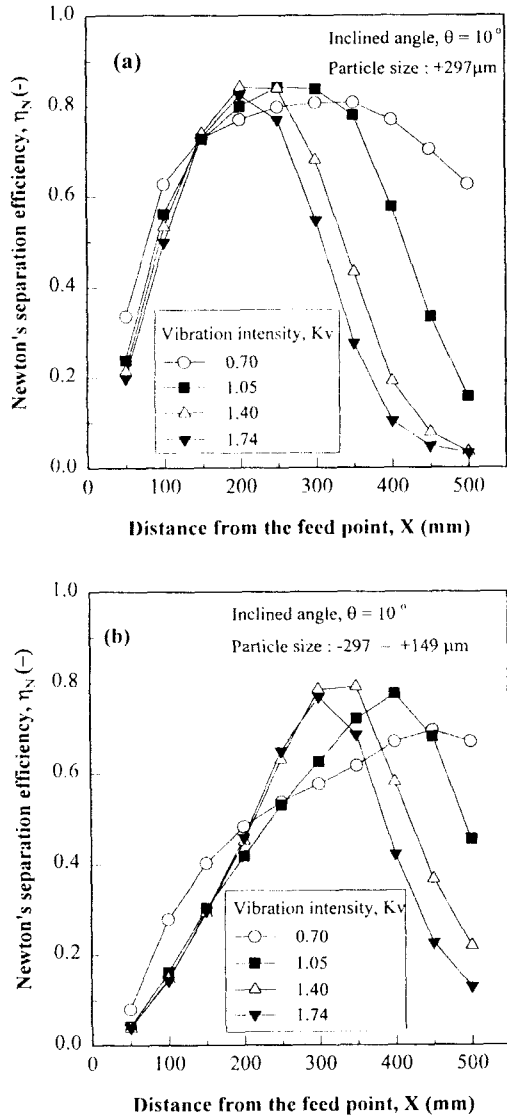 (a)
Inclined angle, θ = 10°
Particle size : +297μm
Newton's separation efficiency, ηN (-)
1.0
0.8
0.6
0.4
0.2
0.0
Vibration intensity, Kv
0.70
1.05
1.40
1.74
0 100 200 300 400 500
Distance from the feed point, X (mm)
(b)
Inclined angle, θ = 10°
Particle size : -297 – +149 μm
Newton's separation efficiency, ηN (–)
1.0
0.8
0.6
0.4
0.2
0.0
Vibration intensity, Kv
0.70
1.05
1.40
1.74
0 100 200 300 400 500
Distance from the feed point, X (mm)